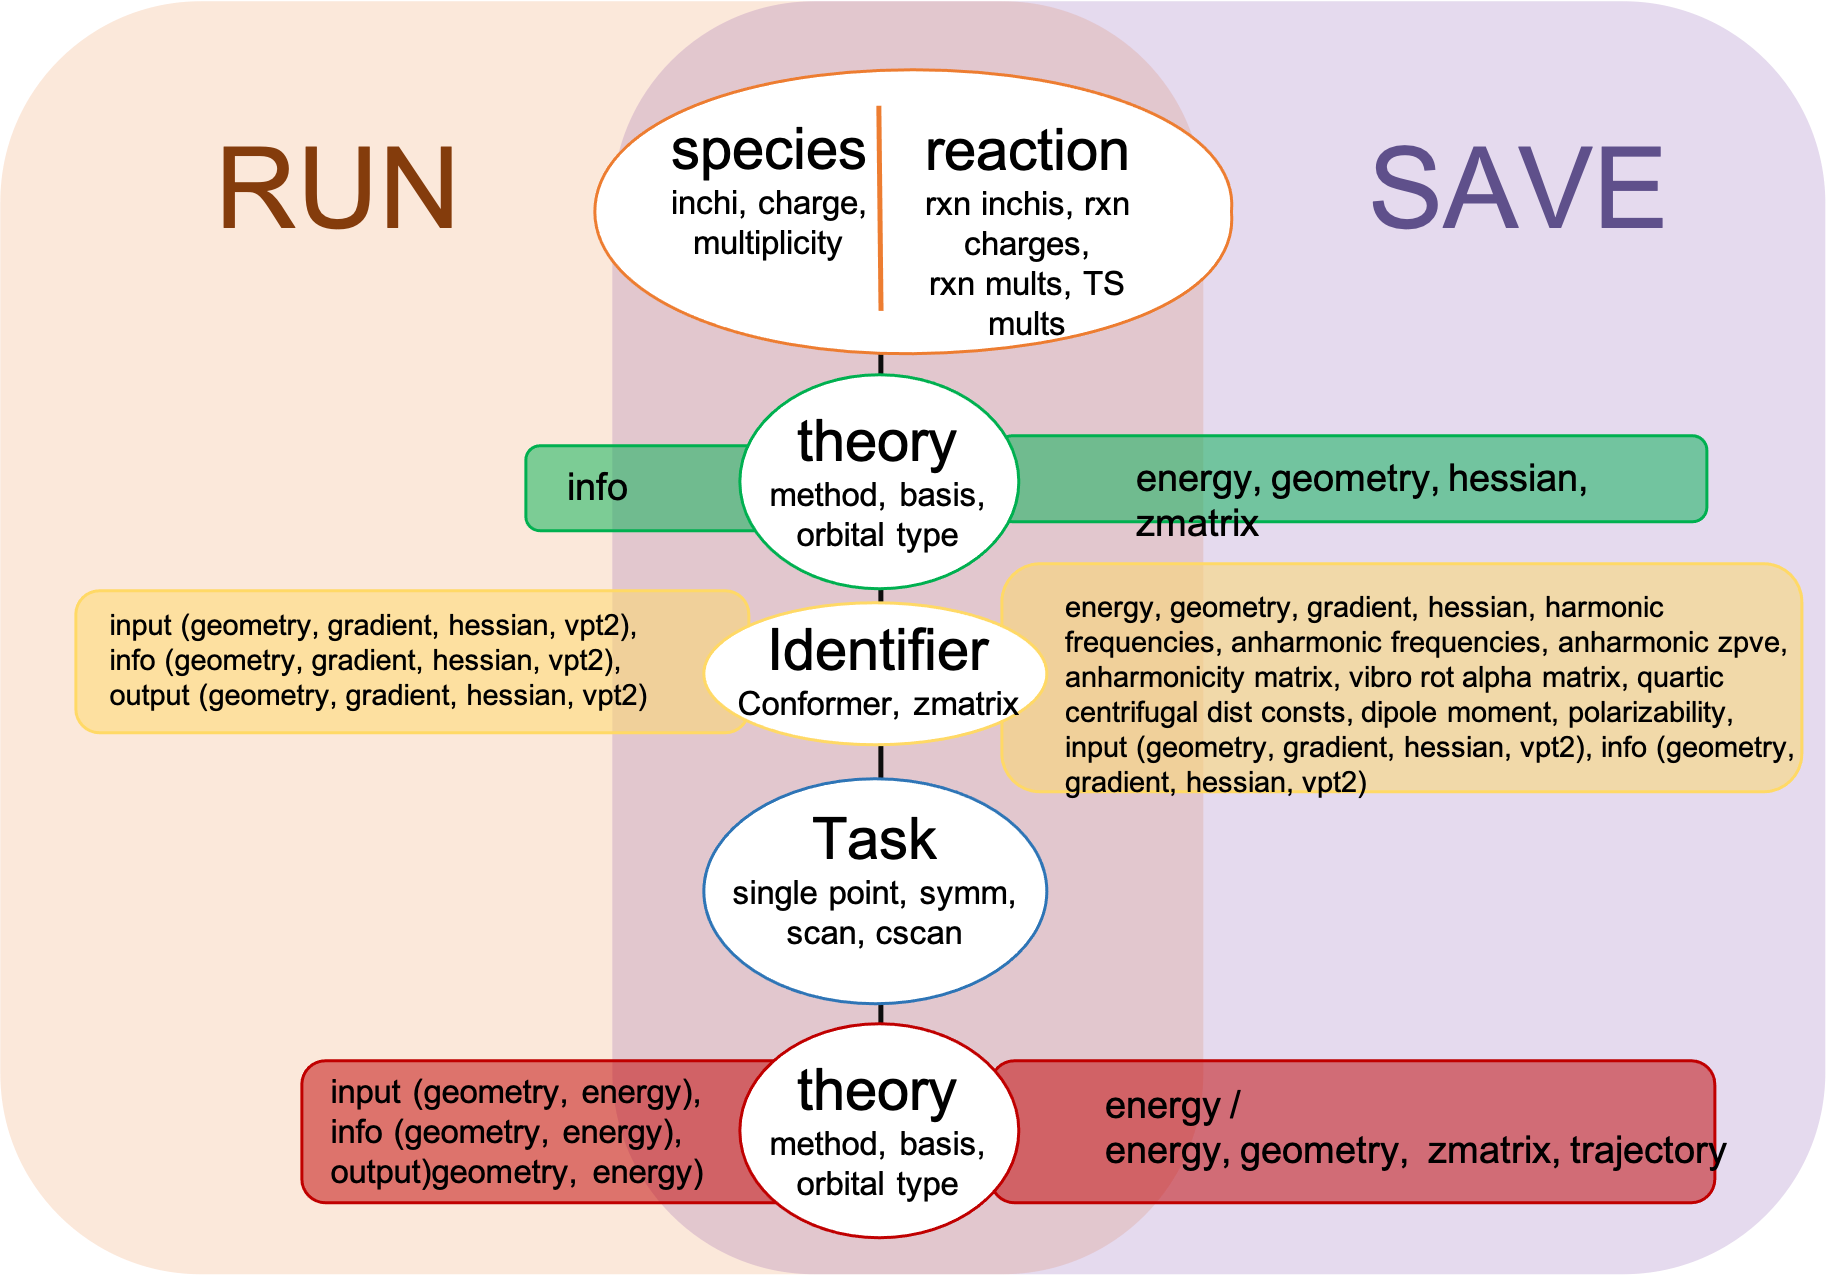 RUN
SAVE
species
inchi, charge,
multiplicity
reaction
rxn inchis, rxn
charges,
rxn mults, TS
mults
theory
method, basis,
orbital type
info
energy, geometry, hessian,
zmatrix
Identifier
Conformer, zmatrix
input (geometry, gradient, hessian, vpt2),
info (geometry, gradient, hessian, vpt2),
output (geometry, gradient, hessian, vpt2)
energy, geometry, gradient, hessian, harmonic
frequencies, anharmonic frequencies, anharmonic zpve,
anharmonicity matrix, vibro rot alpha matrix, quartic
centrifugal dist consts, dipole moment, polarizability,
input (geometry, gradient, hessian, vpt2), info (geometry,
gradient, hessian, vpt2)
Task
single point, symm,
scan, cscan
theory
method, basis,
orbital type
input (geometry, energy),
info (geometry, energy),
output)geometry, energy)
energy /
energy, geometry, zmatrix, trajectory